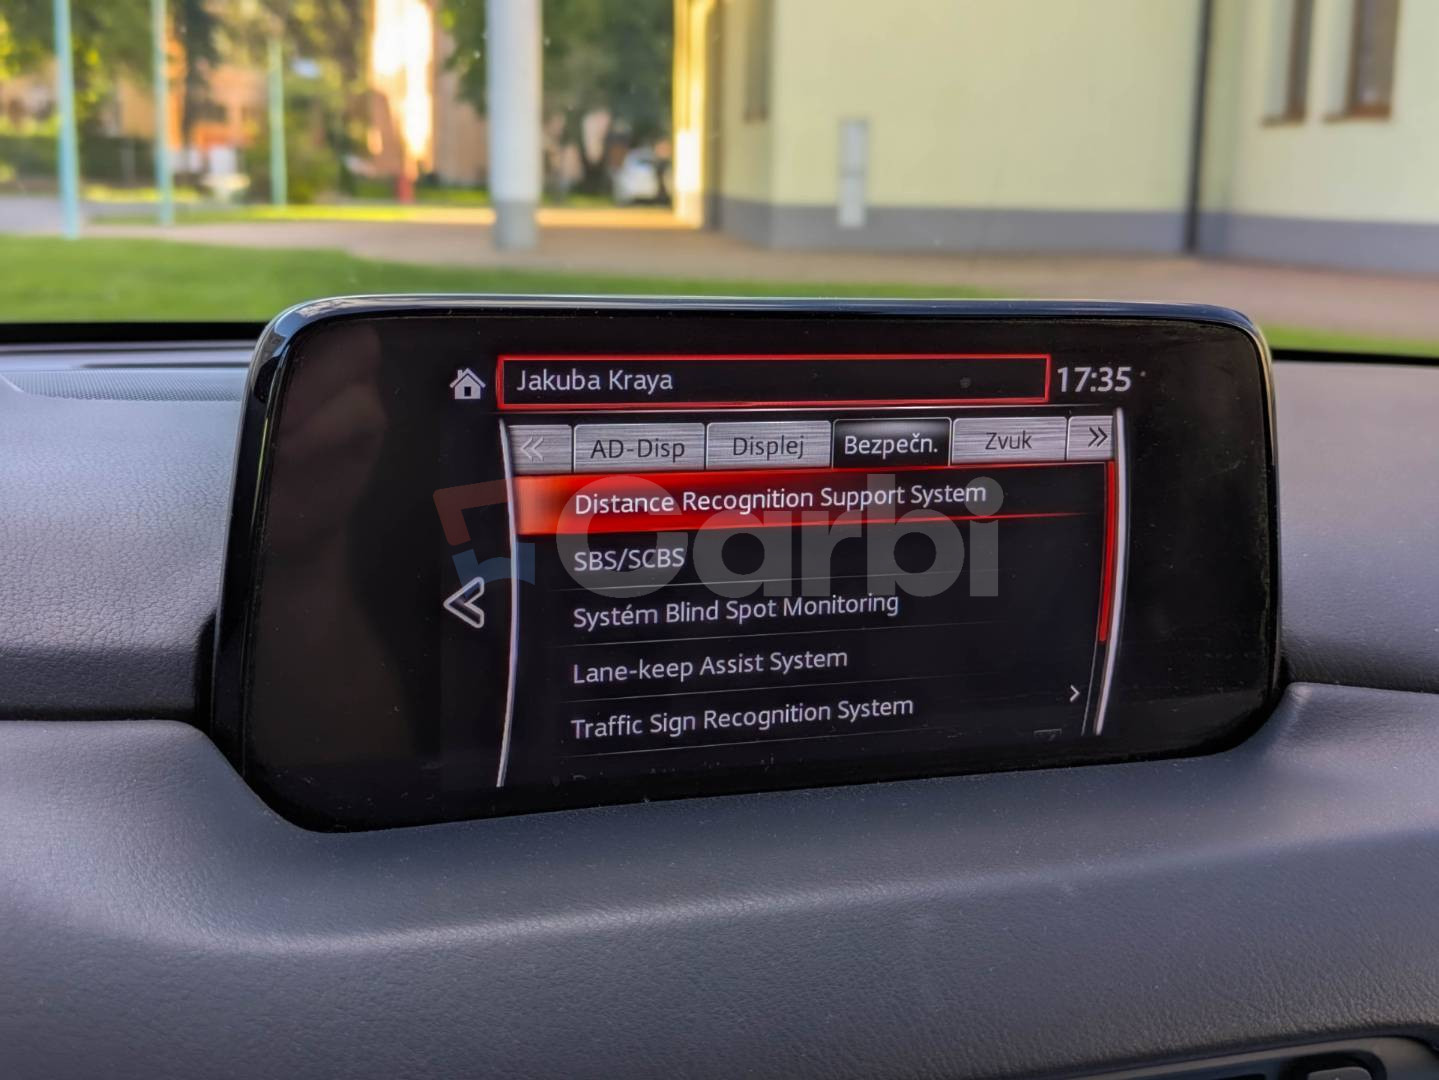 Jakuba Kraya
17:35
AD-Disp
Displej
Bezpečn.
Zvuk
Distance Recognition Support System
SBS/SCBS
Systém Blind Spot Monitoring
Lane-keep Assist System
Traffic Sign Recognition System
Garbi